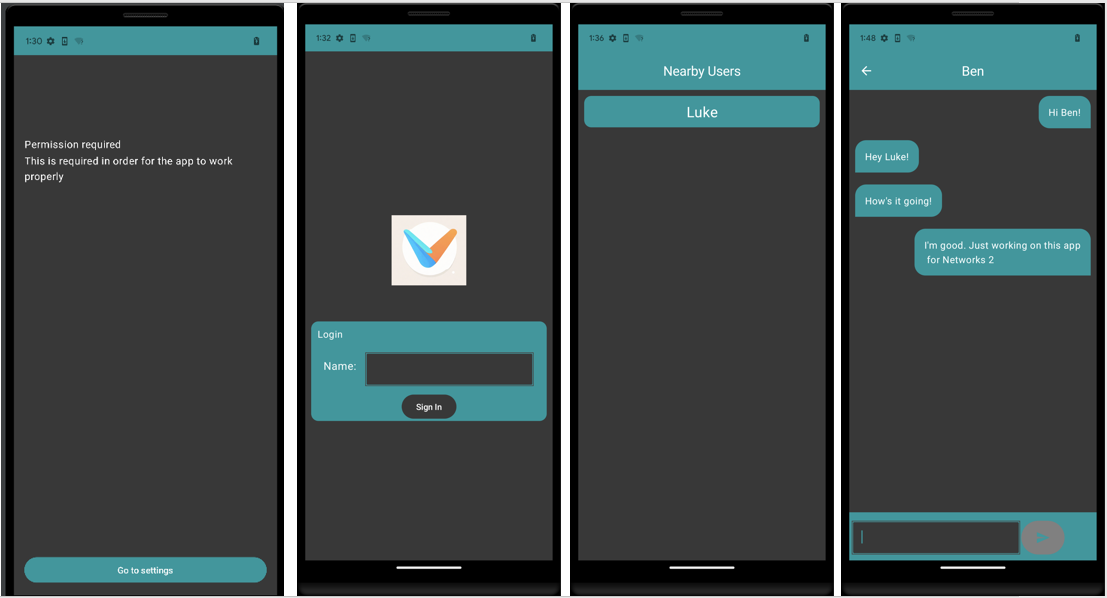 1:30
Permission required
This is required in order for the app to work
properly
Go to settings
1:32
Login
Name:
Sign In
1:36
Nearby Users
Luke
1:48
Ben
Hi Ben!
Hey Luke!
How's it going!
I'm good. Just working on this app
for Networks 2